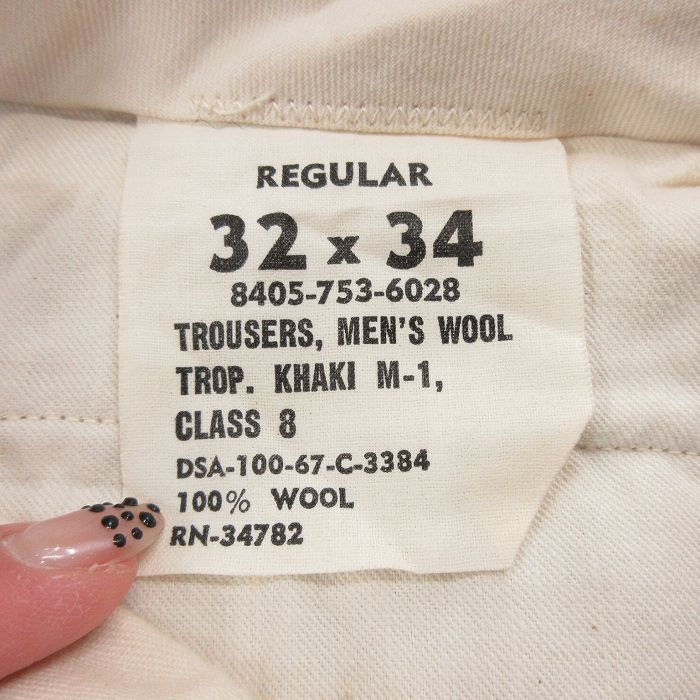 REGULAR
32 x 34
8405-753-6028
TROUSERS, MEN'S WOOL
TROP. KHAKI M-1,
CLASS 8
DSA-100-67-C-3384
100% WOOL
RN-34782